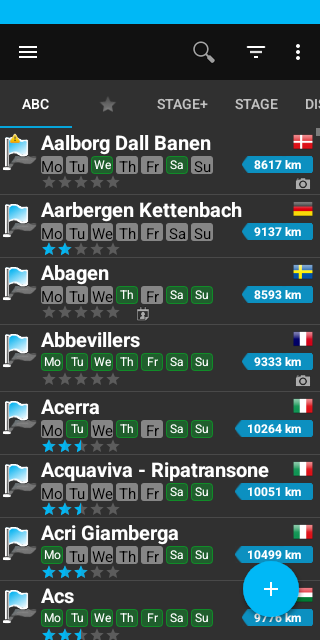 ABC STAGE+ STAGE DIS
Aalborg Dall Banen
Mo Tu We Th Fr Sa Su 8617 km
Aarbergen Kettenbach
Mo Tu We Th Fr Sa Su 9137 km
Abagen
Mo Tu We Th Fr Sa Su 8593 km
Abbevillers
Mo Tu We Th Fr Sa Su 9333 km
Acerra
Mo Tu We Th Fr Sa Su 10264 km
Acquaviva - Ripatransone
Mo Tu We Th Fr Sa Su 10051 km
Acri Giamberga
Mo Tu We Th Fr Sa Su 10499 km
Acs
Mo Tu We Th Fr Sa Su 9776 km